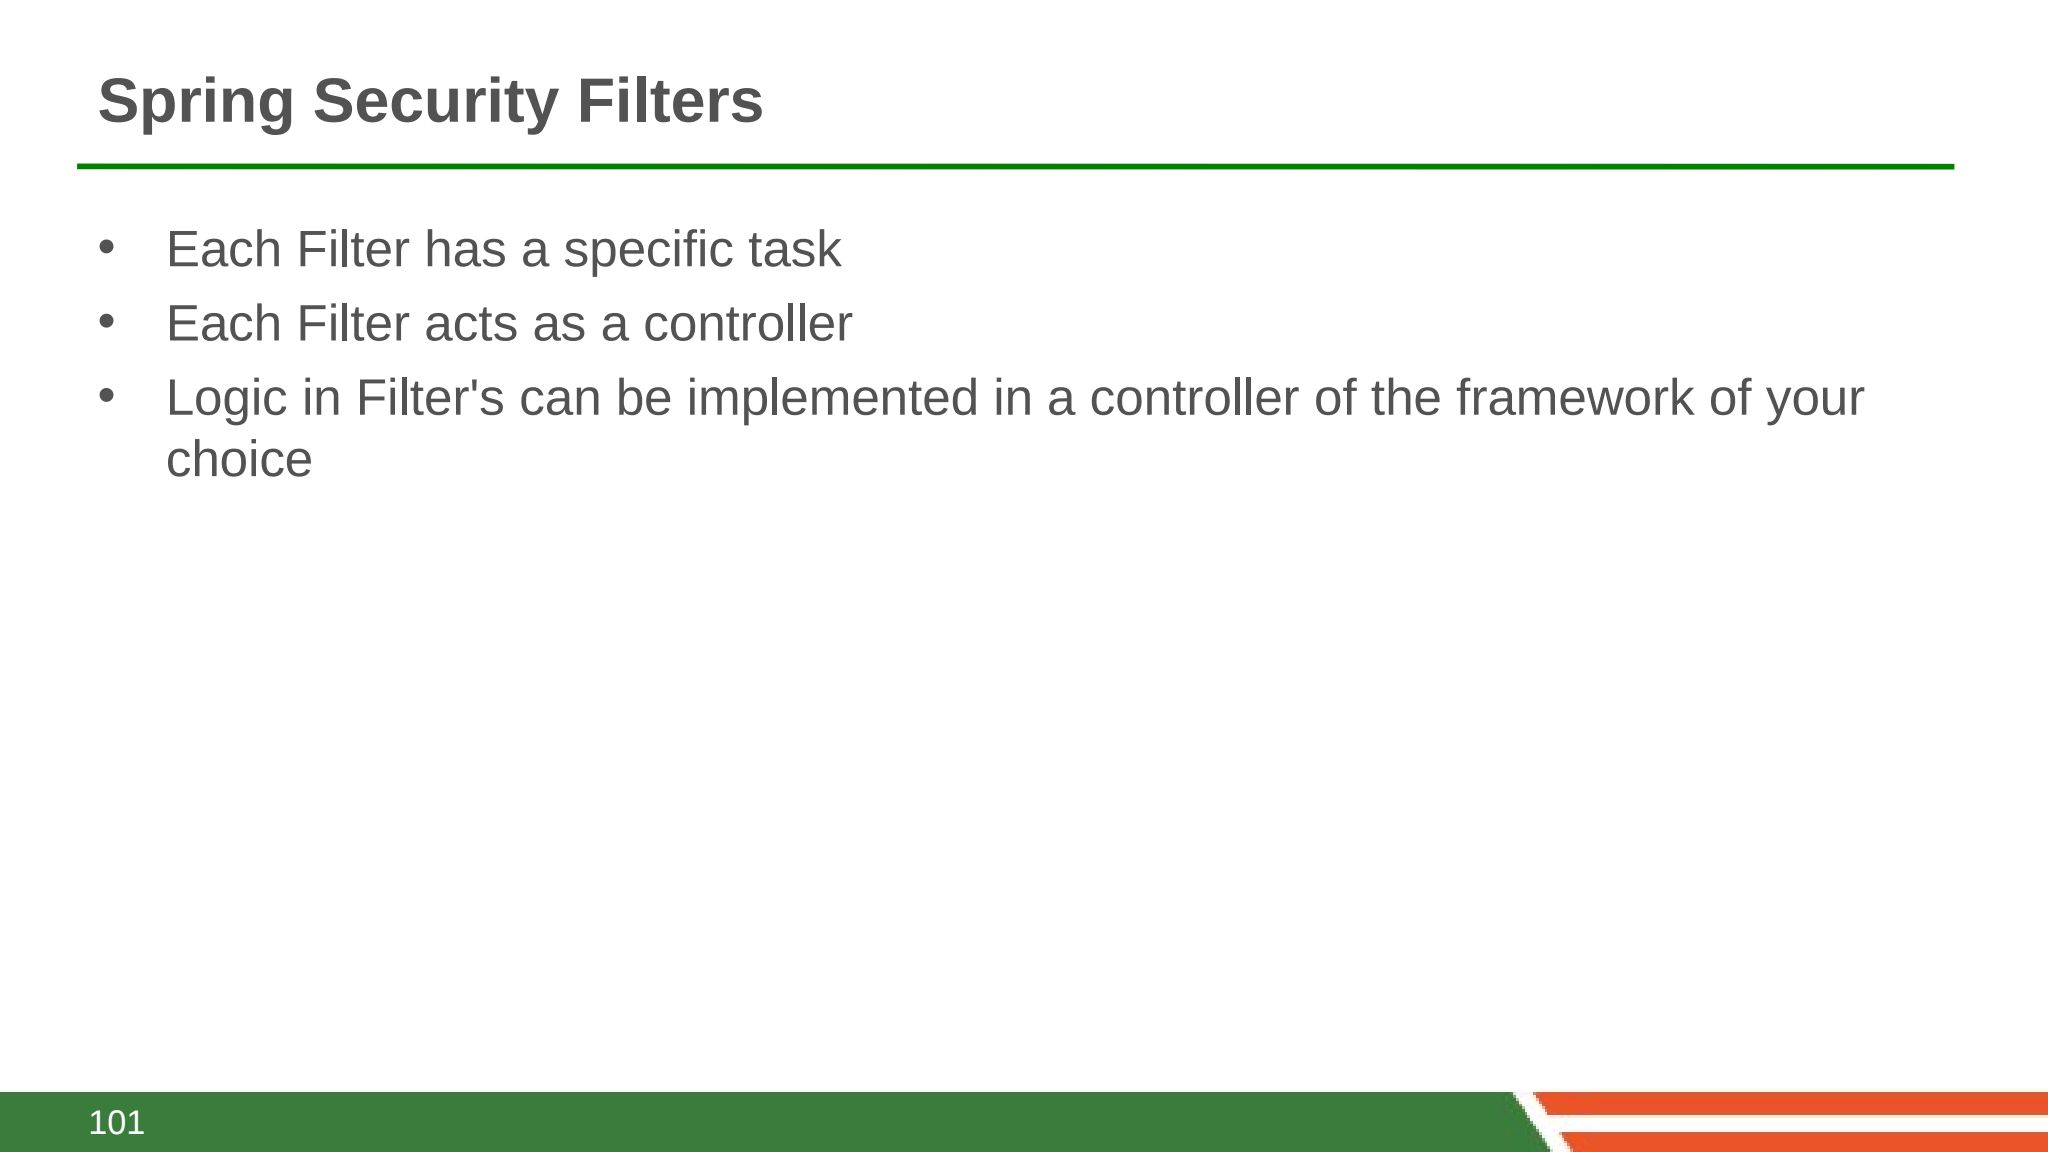 Spring Security Filters
• Each Filter has a specific task
• Each Filter acts as a controller
• Logic in Filter's can be implemented in a controller of the framework of your
choice
101